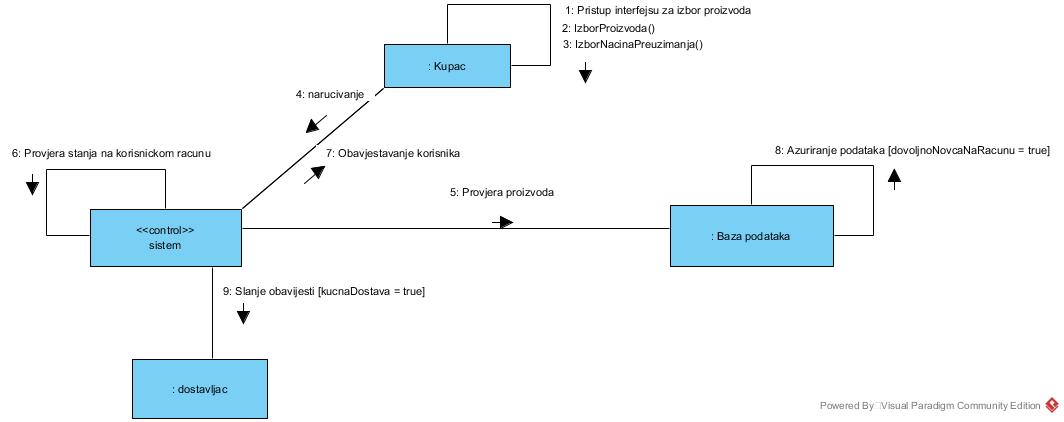 1: Pristup interfejsu za izbor proizvoda
2: IzborProizvoda()
3: IzborNacinaPreuzimanja()
: Kupac
4: narucivanje
6: Provjera stanja na korisnickom racunu
7: Obavjestavanje korisnika
8: Azuriranje podataka [dovoljnoNovcaNaRacunu = true]
5: Provjera proizvoda
<<control>>
sistem
: Baza podataka
9: Slanje obavijesti [kucnaDostava = true]
: dostavljac
Powered By Visual Paradigm Community Edition